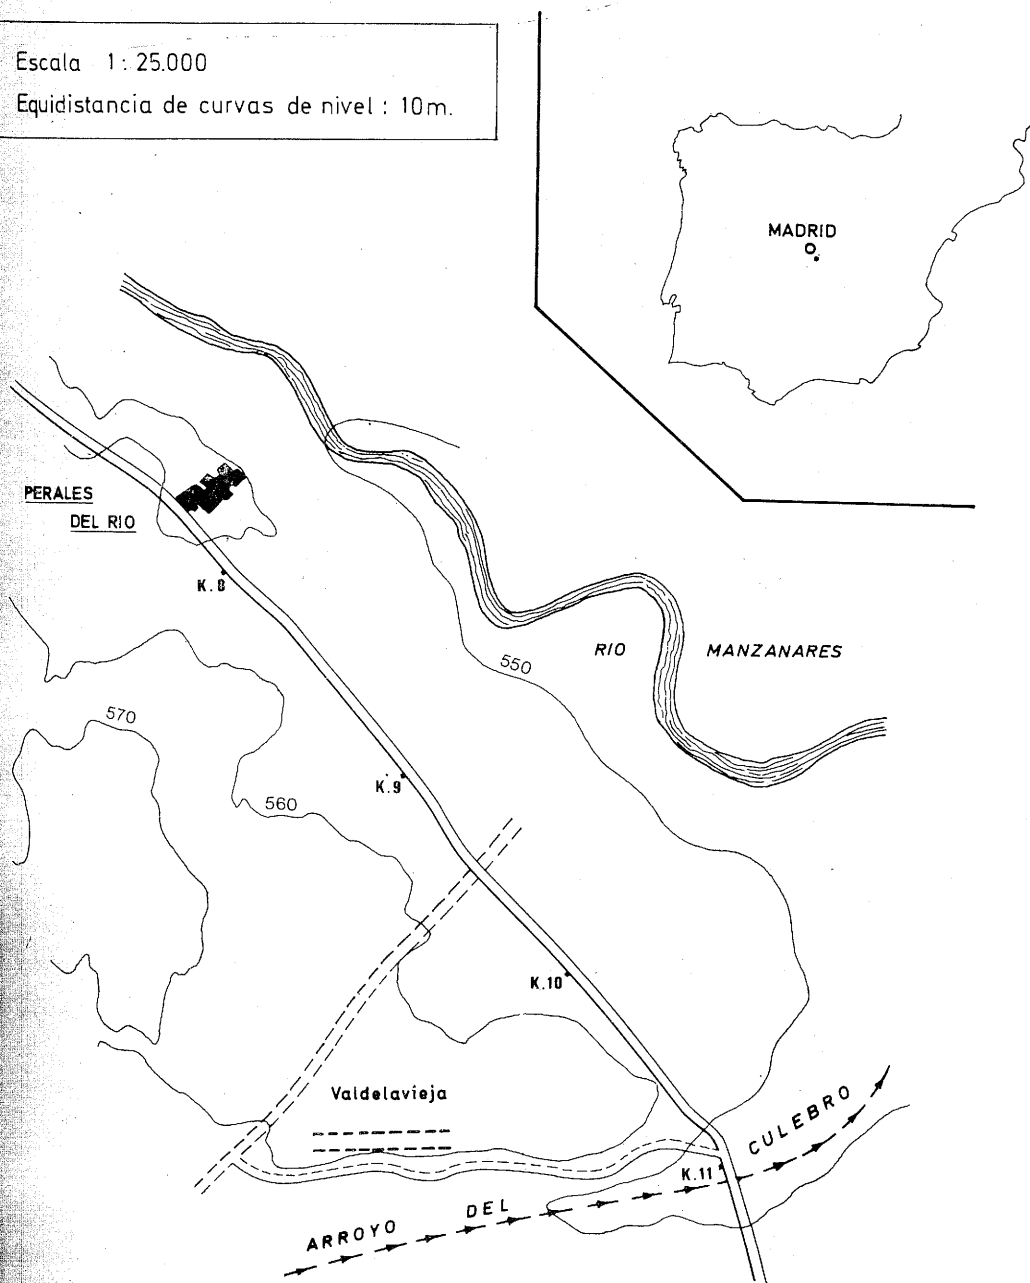 Escala 1:25.000
Equidistancia de curvas de nivel: 10m.
MADRID
PERALES
DEL RIO
K.8
550
RIO MANZANARES
570
K.9
560
K.10
Valdelavieja
K.11
ARROYO DEL CULEBRO